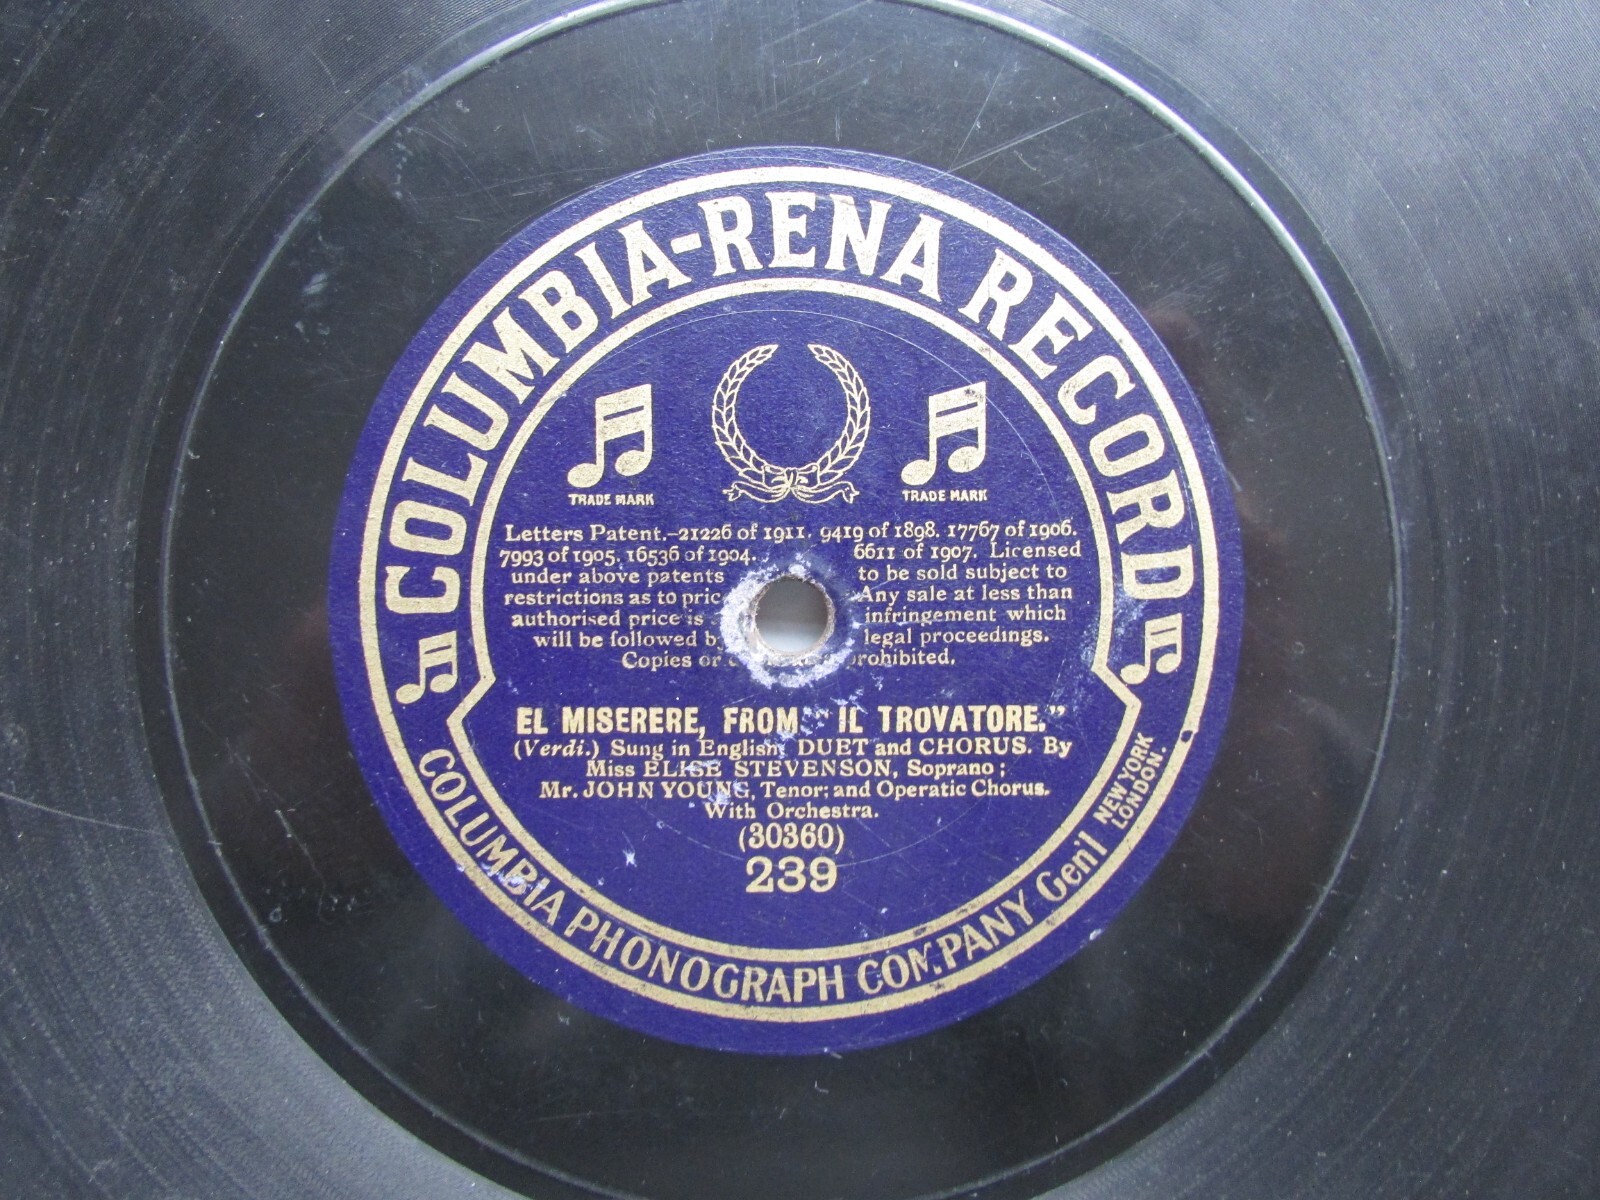 COLUMBIA-RENA RECORD
TRADE MARK
TRADE MARK
Letters Patent.—21226 of 1911. 9419 of 1898. 17767 of 1906.
7993 of 1905. 16536 of 1904. 6611 of 1907. Licensed
under above patents to be sold subject to
restrictions as to Any sale at less than
authorised price is infringement which
will be followed legal proceedings.
Copies or prohibited.
EL MISERERE, FROM "IL TROVATORE."
(Verdi.) Sung in English. DUET and CHORUS. By
Miss ELISE STEVENSON, Soprano;
Mr. JOHN YOUNG, Tenor; and Operatic Chorus.
With Orchestra.
(30360)
239
COLUMBIA PHONOGRAPH COMPANY Gen'l
NEW YORK
LONDON.